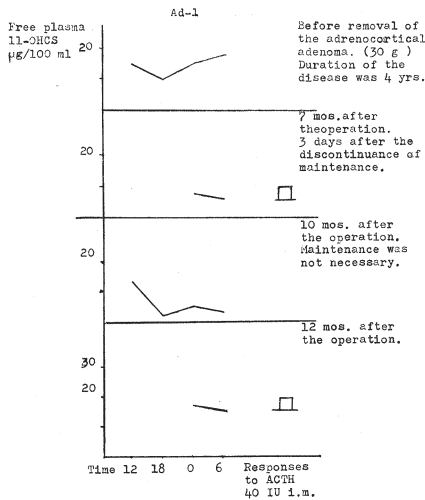 Ad-1
Free plasma
11-OHCS
µg/100 ml
20
Before removal of
the adrenocortical
adenoma. (30 g )
Duration of the
disease was 4 yrs.
7 mos.after
theoperation.
3 days after the
discontinuance of
maintenance.
20
10 mos. after
the operation.
Maintenance was
not necessary.
20
12 mos. after
the operation.
30
20
Time 12 18 0 6 Responses
to ACTH
40 IU i.m.